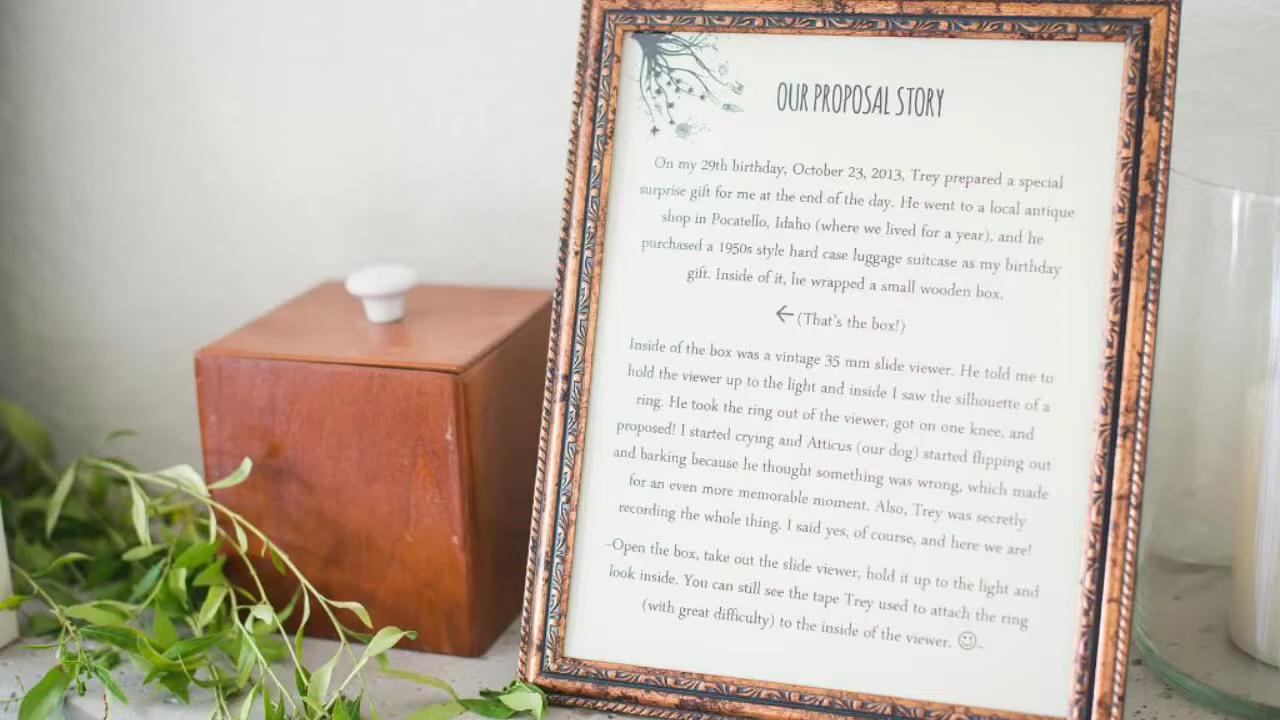 OUR PROPOSAL STORY
On my 29th birthday, October 23, 2013, Trey prepared a special
surprise gift for me at the end of the day. He went to a local antique
shop in Pocatello, Idaho (where we lived for a year), and he
purchased a 1950s style hard case luggage suitcase as my birthday
gift. Inside of it, he wrapped a small wooden box.
←(That's the box!)
Inside of the box was a vintage 35 mm slide viewer. He told me to
hold the viewer up to the light and inside I saw the silhouette of a
ring. He took the ring out of the viewer, got on one knee, and
proposed! I started crying and Atticus (our dog) started flipping out
and barking because he thought something was wrong, which made
for an even more memorable moment. Also, Trey was secretly
recording the whole thing. I said yes, of course, and here we are!
-Open the box, take out the slide viewer, hold it up to the light and
look inside. You can still see the tape Trey used to attach the ring
(with great difficulty) to the inside of the viewer. ☺-